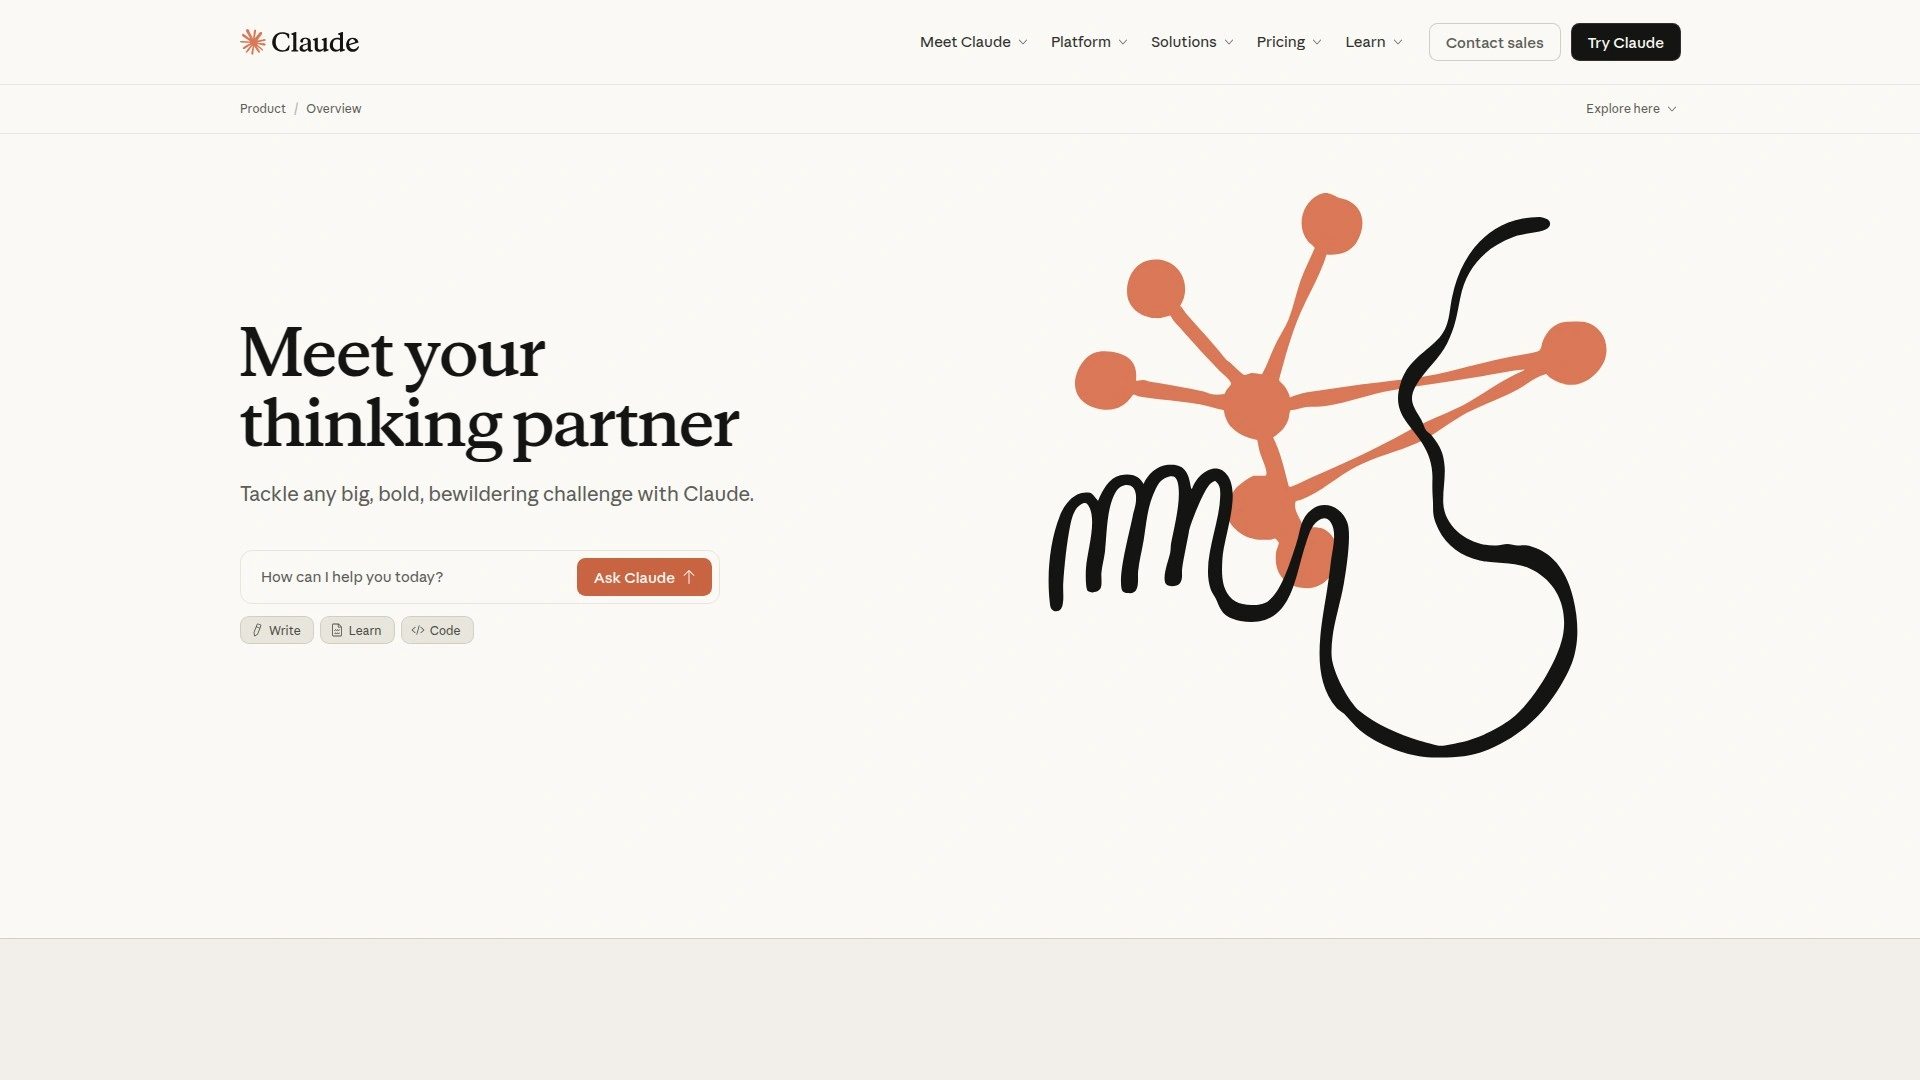 Claude
Meet Claude
Platform
Solutions
Pricing
Learn
Contact sales
Try Claude
Product / Overview
Explore here
Meet your
thinking partner
Tackle any big, bold, bewildering challenge with Claude.
How can I help you today?
Ask Claude
Write
Learn
Code